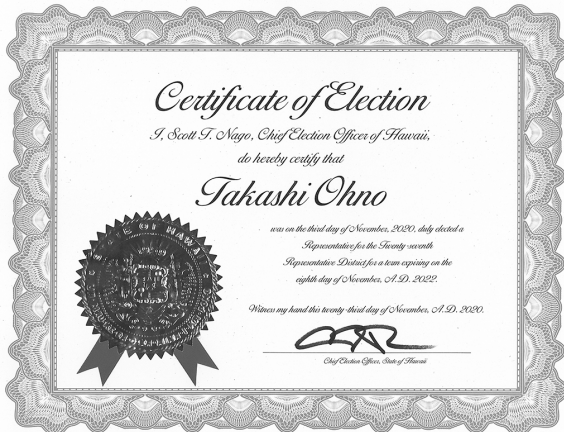 Certificate of Election
I, Scott T. Nago, Chief Election Officer of Hawaii,
do hereby certify that
Takashi Ohno
was on the third day of November, 2020, duly elected a
Representative for the Twenty-seventh
Representative District for a term expiring on the
eighth day of November, A.D. 2022.
Witness my hand this twenty-third day of November, A.D. 2020.
Chief Election Officer, State of Hawaii